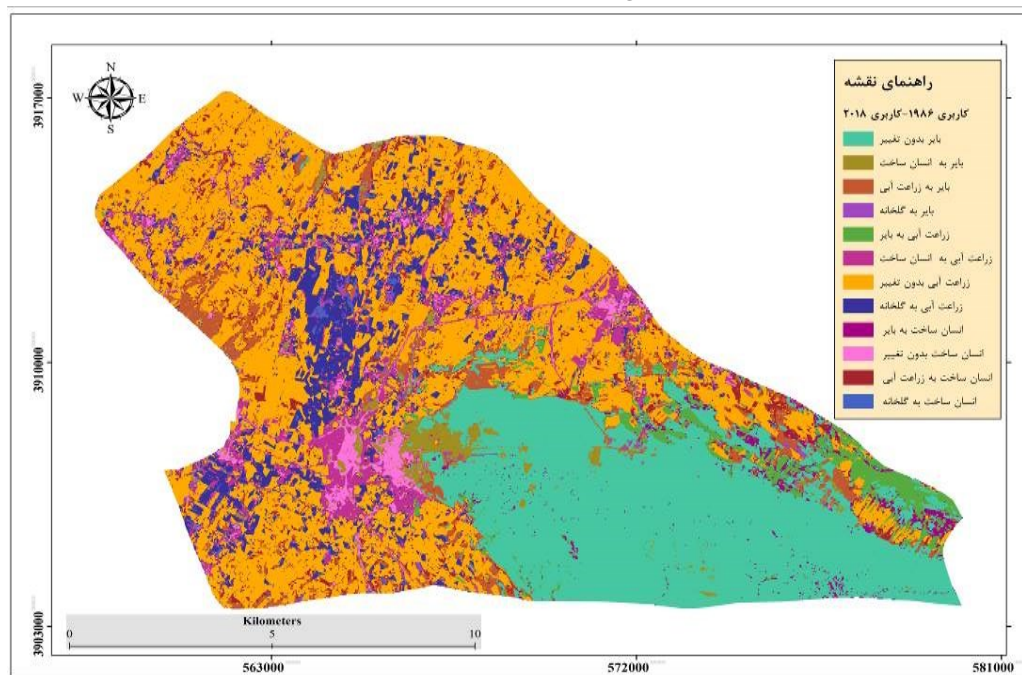 N
W E
S
راهنمای نقشه
کاربری ۱۹۸۶-کاربری ۲۰۱۸
بایر بدون تغییر
بایر به انسان ساخت
بایر به زراعت آبی
بایر به گلخانه
زراعت آبی به بایر
زراعت آبی به انسان ساخت
زراعت آبی بدون تغییر
زراعت آبی به گلخانه
انسان ساخت به بایر
انسان ساخت بدون تغییر
انسان ساخت به زراعت آبی
انسان ساخت به گلخانه
3917000
3910000
3903000
Kilometers
0 5 10
563000 572000 581000